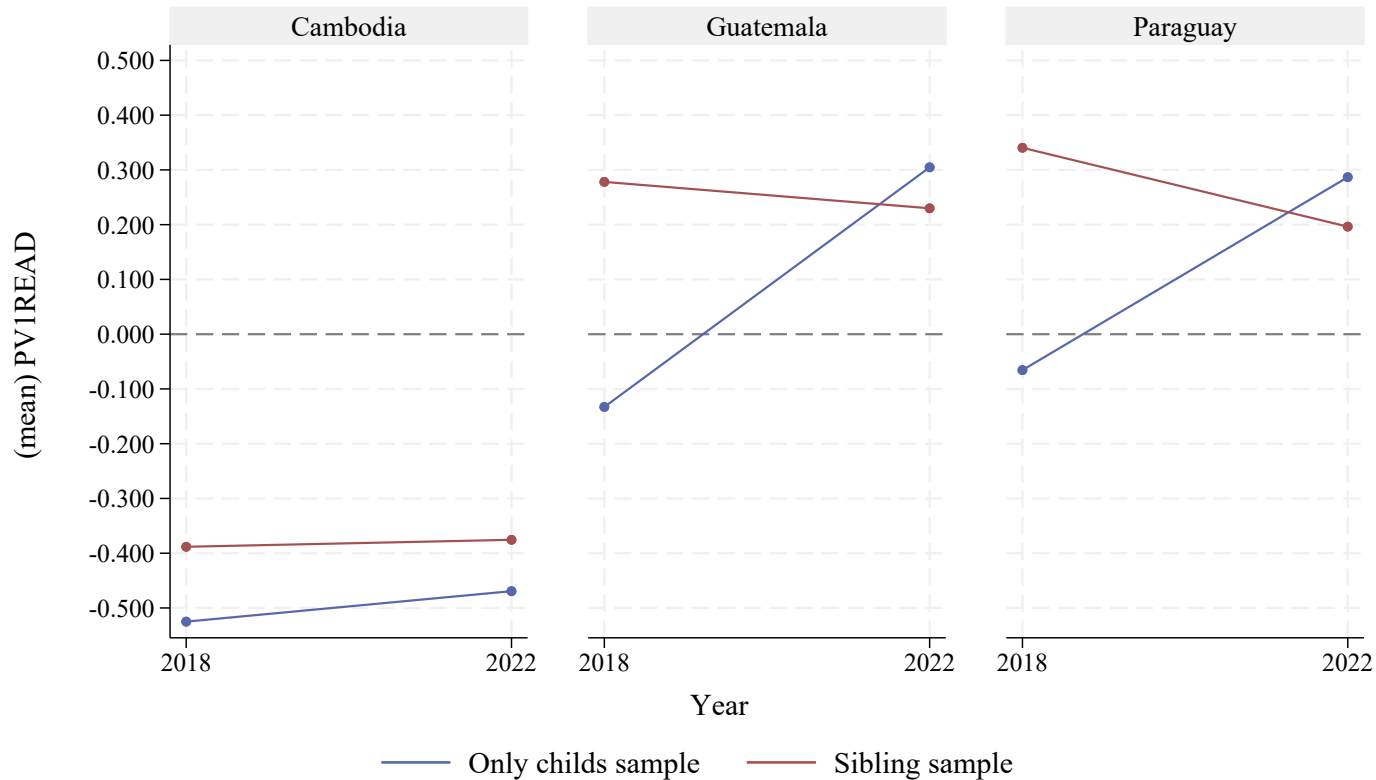 Cambodia Guatemala Paraguay
0.500
0.400
0.300
0.200
0.100
0.000
-0.100
-0.200
-0.300
-0.400
-0.500
(mean) PV1READ
2018 2022 2018 2022 2018 2022
Year
Only childs sample Sibling sample